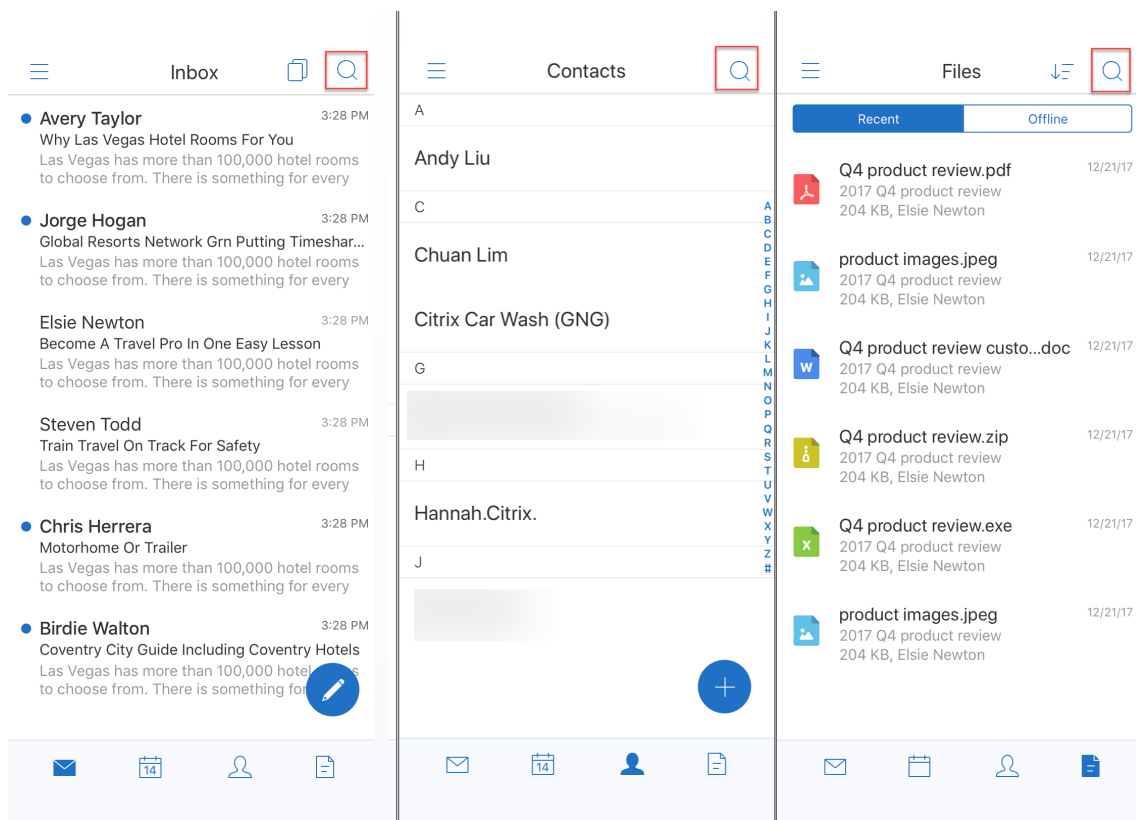 Inbox
Avery Taylor 3:28 PM
Why Las Vegas Hotel Rooms For You
Las Vegas has more than 100,000 hotel rooms
to choose from. There is something for every
Jorge Hogan 3:28 PM
Global Resorts Network Grn Putting Timeshar...
Las Vegas has more than 100,000 hotel rooms
to choose from. There is something for every
Elsie Newton 3:28 PM
Become A Travel Pro In One Easy Lesson
Las Vegas has more than 100,000 hotel rooms
to choose from. There is something for every
Steven Todd 3:28 PM
Train Travel On Track For Safety
Las Vegas has more than 100,000 hotel rooms
to choose from. There is something for every
Chris Herrera 3:28 PM
Motorhome Or Trailer
Las Vegas has more than 100,000 hotel rooms
to choose from. There is something for every
Birdie Walton 3:28 PM
Coventry City Guide Including Coventry Hotels
Las Vegas has more than 100,000 hotel
to choose from. There is something for
14
Contacts
A
Andy Liu
C
Chuan Lim
Citrix Car Wash (GNG)
G
H
Hannah.Citrix.
J
A
B
C
D
E
F
G
H
I
J
K
L
M
N
O
P
Q
R
S
T
U
V
W
X
Y
Z
#
14
Files
Recent Offline
Q4 product review.pdf 12/21/17
2017 Q4 product review
204 KB, Elsie Newton
product images.jpeg 12/21/17
2017 Q4 product review
204 KB, Elsie Newton
Q4 product review custo...doc 12/21/17
W
2017 Q4 product review
204 KB, Elsie Newton
Q4 product review.zip 12/21/17
2017 Q4 product review
204 KB, Elsie Newton
Q4 product review.exe 12/21/17
X
2017 Q4 product review
204 KB, Elsie Newton
product images.jpeg 12/21/17
2017 Q4 product review
204 KB, Elsie Newton